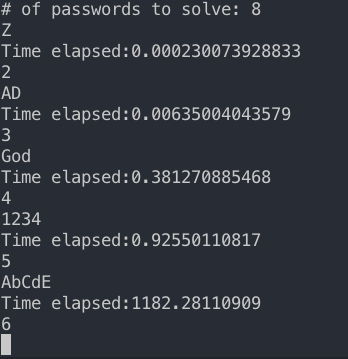 # of passwords to solve: 8
Z
Time elapsed:0.000230073928833
2
AD
Time elapsed:0.00635004043579
3
God
Time elapsed:0.381270885468
4
1234
Time elapsed:0.92550110817
5
AbCdE
Time elapsed:1182.28110909
6